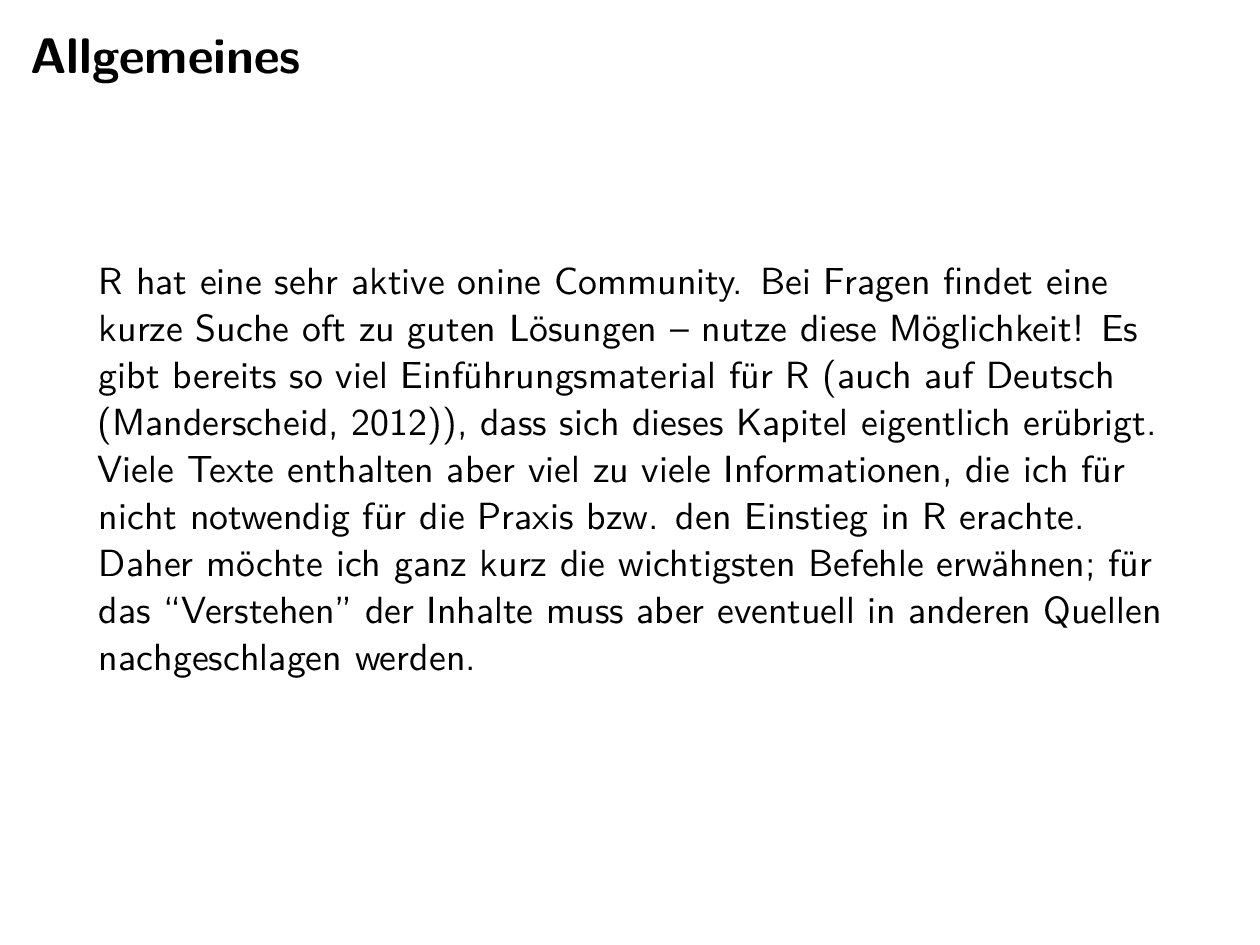 Allgemeines
R hat eine sehr aktive onine Community. Bei Fragen findet eine
kurze Suche oft zu guten Lösungen – nutze diese Möglichkeit! Es
gibt bereits so viel Einführungsmaterial für R (auch auf Deutsch
(Manderscheid, 2012)), dass sich dieses Kapitel eigentlich erübrigt.
Viele Texte enthalten aber viel zu viele Informationen, die ich für
nicht notwendig für die Praxis bzw. den Einstieg in R erachte.
Daher möchte ich ganz kurz die wichtigsten Befehle erwähnen; für
das “Verstehen” der Inhalte muss aber eventuell in anderen Quellen
nachgeschlagen werden.